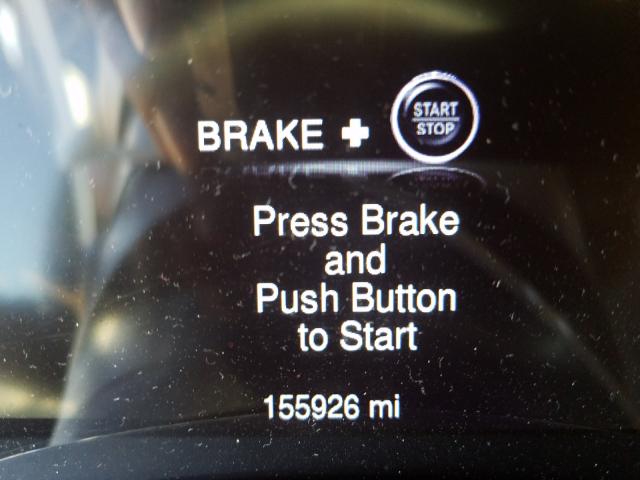 BRAKE + START STOP
Press Brake
and
Push Button
to Start
155926 mi